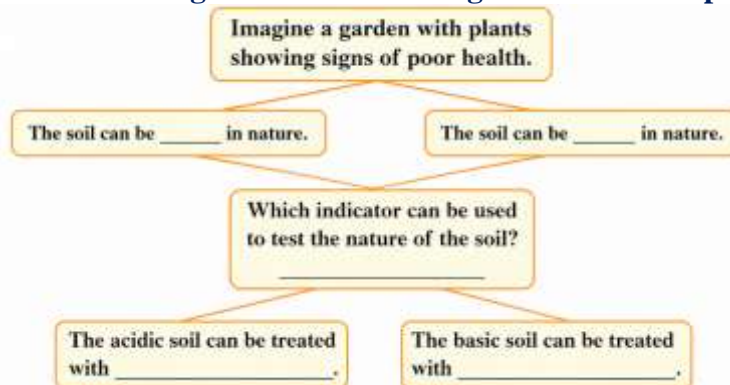 Imagine a garden with plants
showing signs of poor health.
The soil can be ______ in nature.
The soil can be ______ in nature.
Which indicator can be used
to test the nature of the soil?
____________________
The acidic soil can be treated
with ______________________.
The basic soil can be treated
with ______________________.